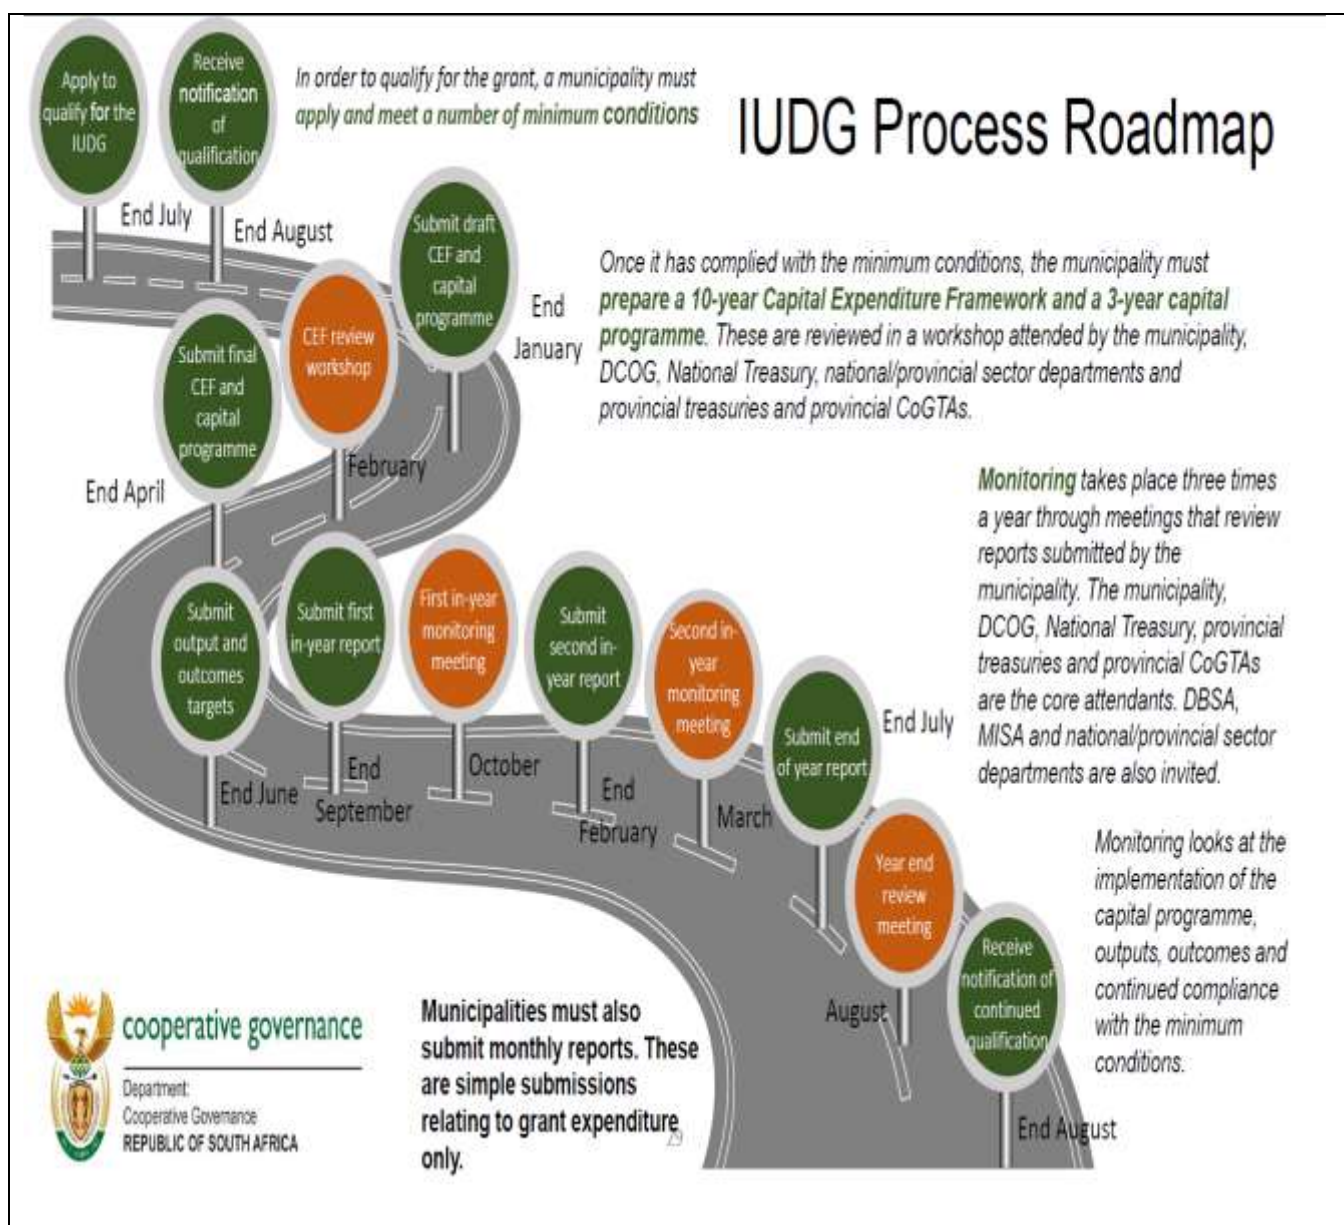 IUDG Process Roadmap
Apply to
qualify for the
IUDG
End July
Receive
notification
of
qualification
End August
In order to qualify for the grant, a municipality must
apply and meet a number of minimum conditions
Submit draft
CEF and
capital
programme
End
January
Once it has complied with the minimum conditions, the municipality must
prepare a 10-year Capital Expenditure Framework and a 3-year capital
programme. These are reviewed in a workshop attended by the municipality,
DCOG, National Treasury, national/provincial sector departments and
provincial treasuries and provincial CoGTAs.
CEF review
workshop
February
Submit final
CEF and
capital
programme
End April
Submit
output and
outcomes
targets
End June
Submit first
in-year report
End
September
First in-year
monitoring
meeting
October
Submit
second in-
year report
End
February
Second in-
year
monitoring
meeting
March
Submit end
of year report
End July
Year end
review
meeting
August
Receive
notification of
continued
qualification
End August
Monitoring takes place three times
a year through meetings that review
reports submitted by the
municipality. The municipality,
DCOG, National Treasury, provincial
treasuries and provincial CoGTAs
are the core attendants. DBSA,
MISA and national/provincial sector
departments are also invited.
Monitoring looks at the
implementation of the
capital programme,
outputs, outcomes and
continued compliance
with the minimum
conditions.
Municipalities must also
submit monthly reports. These
are simple submissions
relating to grant expenditure
only.
cooperative governance
Department:
Cooperative Governance
REPUBLIC OF SOUTH AFRICA